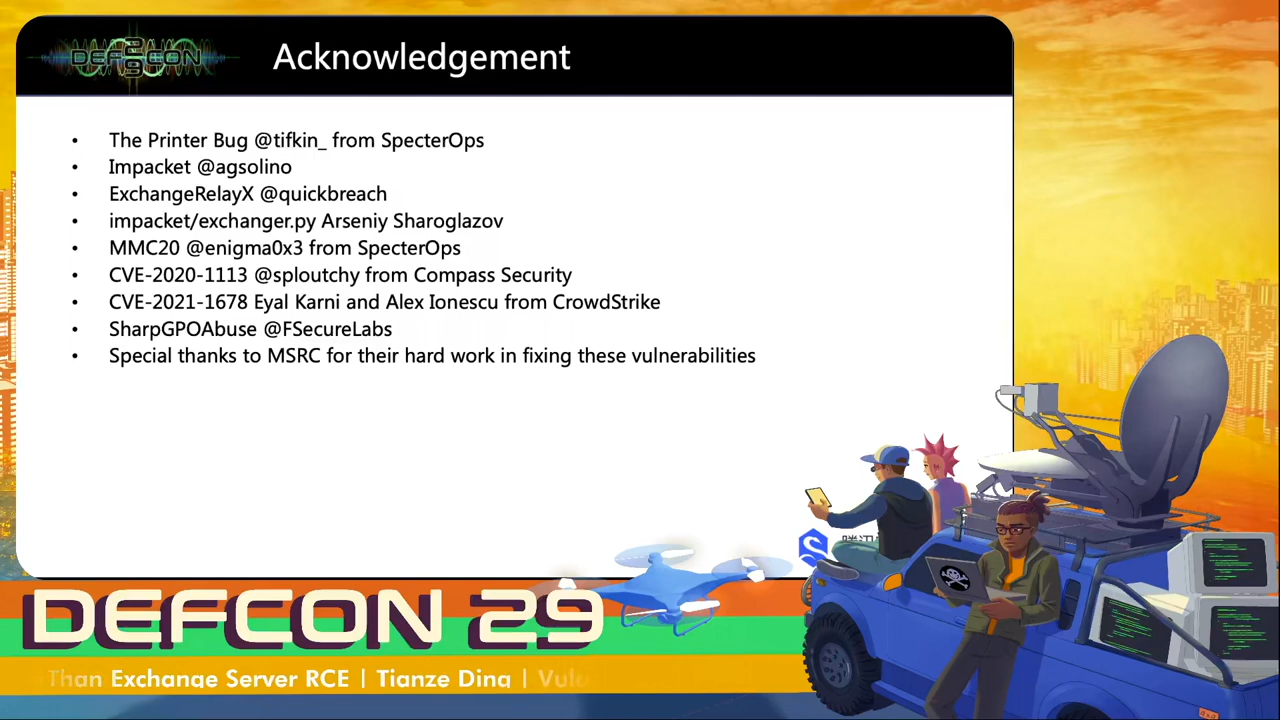 DEFCON
Acknowledgement
• The Printer Bug @tifkin_ from SpecterOps
• Impacket @agsolino
• ExchangeRelayX @quickbreach
• impacket/exchanger.py Arseniy Sharoglazov
• MMC20 @enigma0x3 from SpecterOps
• CVE-2020-1113 @sploutchy from Compass Security
• CVE-2021-1678 Eyal Karni and Alex Ionescu from CrowdStrike
• SharpGPOAbuse @FSecureLabs
• Special thanks to MSRC for their hard work in fixing these vulnerabilities
DEFCON 29
Than Exchange Server RCE | Tianze Ding |